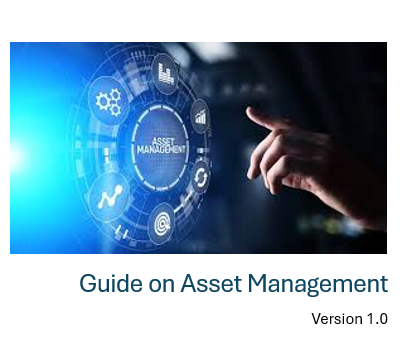 ASSET
MANAGEMENT
Guide on Asset Management
Version 1.0